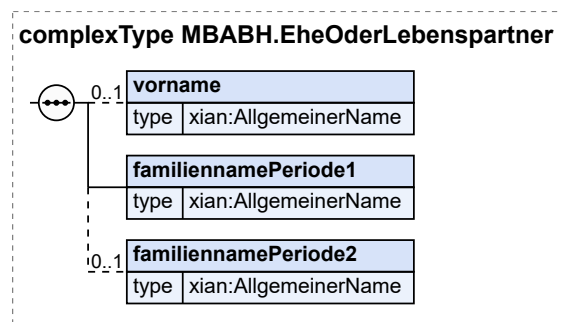 complexType MBABH.EheOderLebenspartner
0..1
vorname
type xian:AllgemeinerName
familiennamePeriode1
type xian:AllgemeinerName
0..1
familiennamePeriode2
type xian:AllgemeinerName